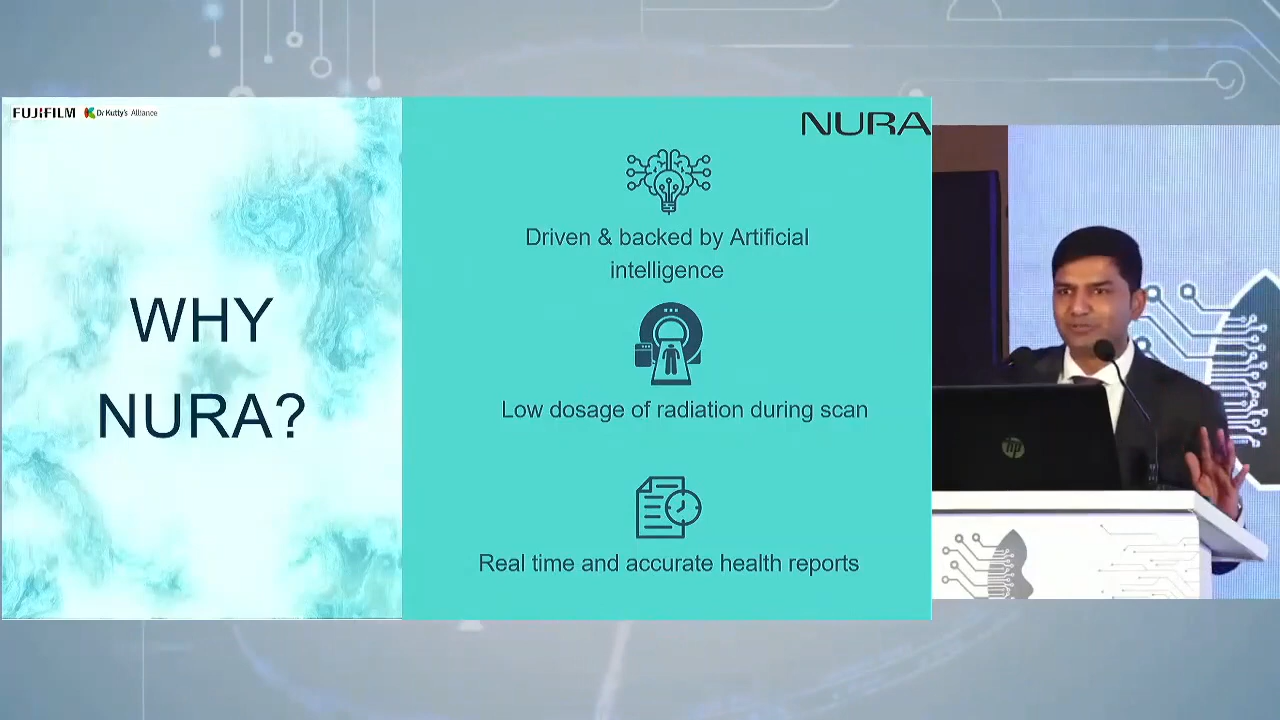 FUJIFILM Dr Kutty's Alliance
NURA
WHY
NURA?
Driven & backed by Artificial
intelligence
Low dosage of radiation during scan
Real time and accurate health reports
hp